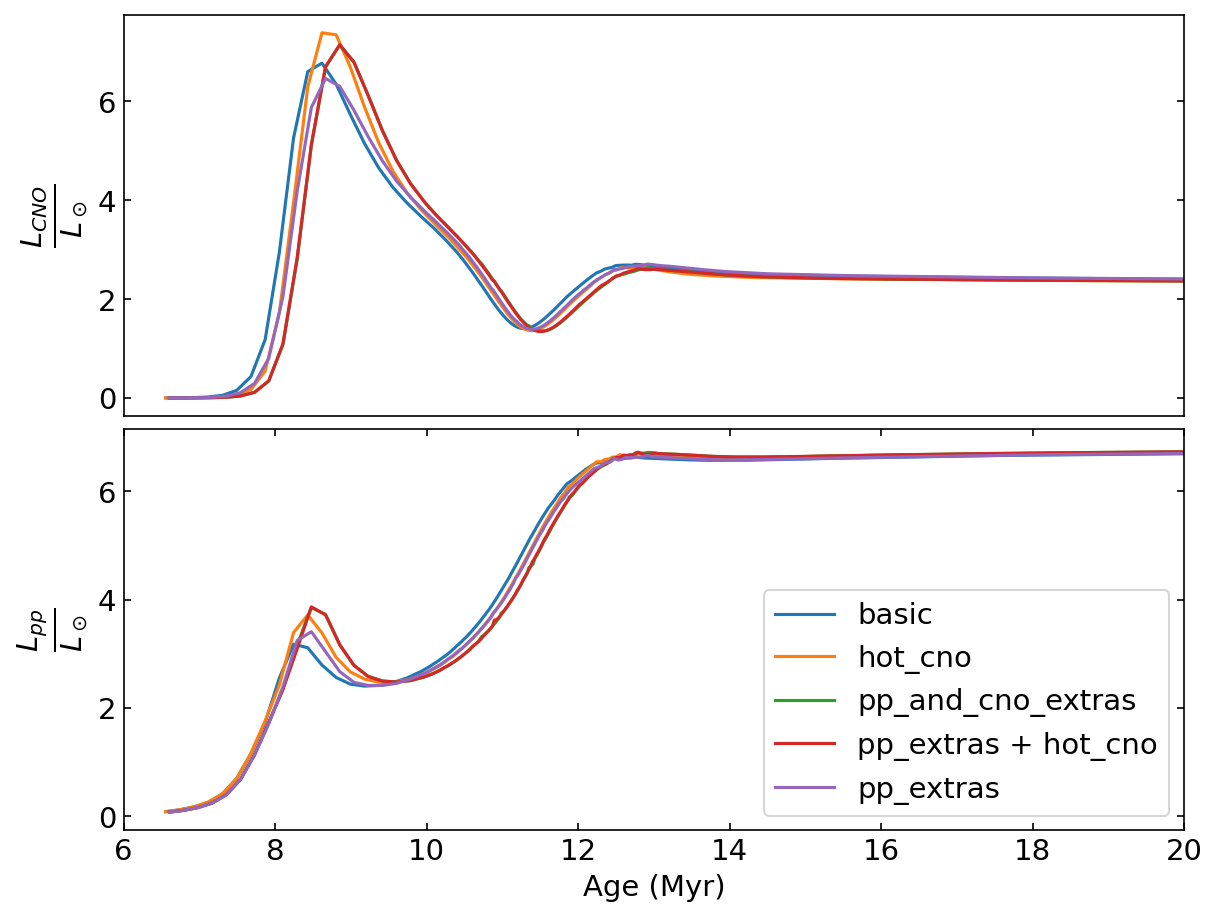 6
4
2
0
L_CNO
L_⊙
6
4
2
0
L_pp
L_⊙
basic
hot_cno
pp_and_cno_extras
pp_extras + hot_cno
pp_extras
6 8 10 12 14 16 18 20
Age (Myr)